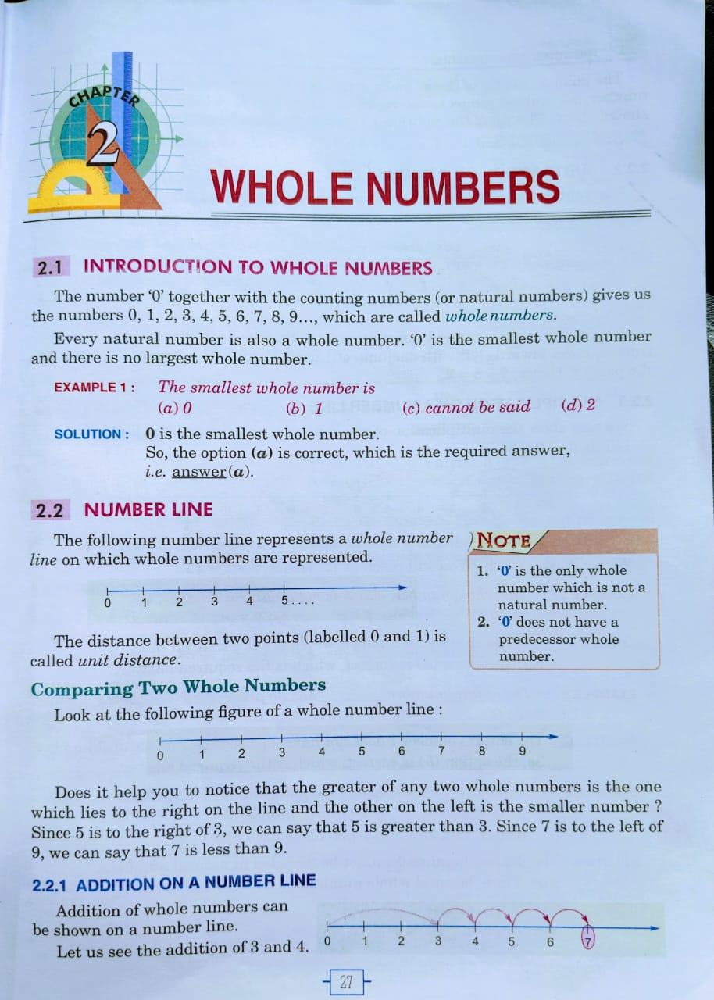 CHAPTER
2
WHOLE NUMBERS
2.1 INTRODUCTION TO WHOLE NUMBERS
The number ‘0’ together with the counting numbers (or natural numbers) gives us
the numbers 0, 1, 2, 3, 4, 5, 6, 7, 8, 9..., which are called whole numbers.
Every natural number is also a whole number. ‘0’ is the smallest whole number
and there is no largest whole number.
EXAMPLE 1 : The smallest whole number is
(a) 0 (b) 1 (c) cannot be said (d) 2
SOLUTION : 0 is the smallest whole number.
So, the option (a) is correct, which is the required answer,
i.e. answer (a).
2.2 NUMBER LINE
The following number line represents a whole number
line on which whole numbers are represented.
0 1 2 3 4 5....
The distance between two points (labelled 0 and 1) is
called unit distance.
NOTE
1. ‘0’ is the only whole
number which is not a
natural number.
2. ‘0’ does not have a
predecessor whole
number.
Comparing Two Whole Numbers
Look at the following figure of a whole number line :
0 1 2 3 4 5 6 7 8 9
Does it help you to notice that the greater of any two whole numbers is the one
which lies to the right on the line and the other on the left is the smaller number ?
Since 5 is to the right of 3, we can say that 5 is greater than 3. Since 7 is to the left of
9, we can say that 7 is less than 9.
2.2.1 ADDITION ON A NUMBER LINE
Addition of whole numbers can
be shown on a number line.
Let us see the addition of 3 and 4.
0 1 2 3 4 5 6 7
27